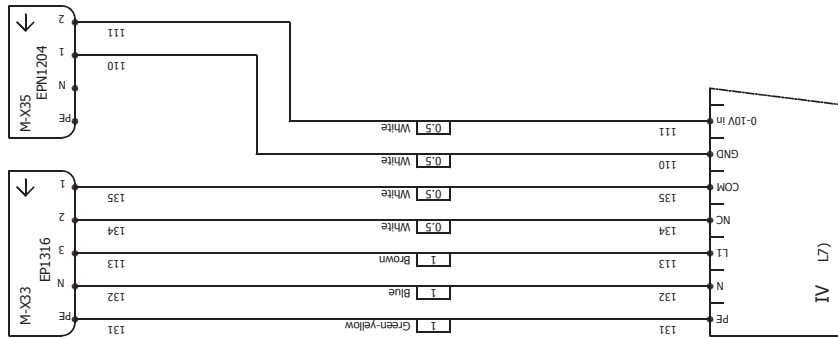 M-X35
EPN1204
2
1
N
PE
111
110
White 0.5
111
0-10V in
White 0.5
110
GND
M-X33
EP1316
1
2
3
N
PE
135
White 0.5
135
COM
134
White 0.5
134
NC
113
Brown 1
113
L1
132
Blue 1
132
N
131
Green-yellow 1
131
PE
IV
L7)